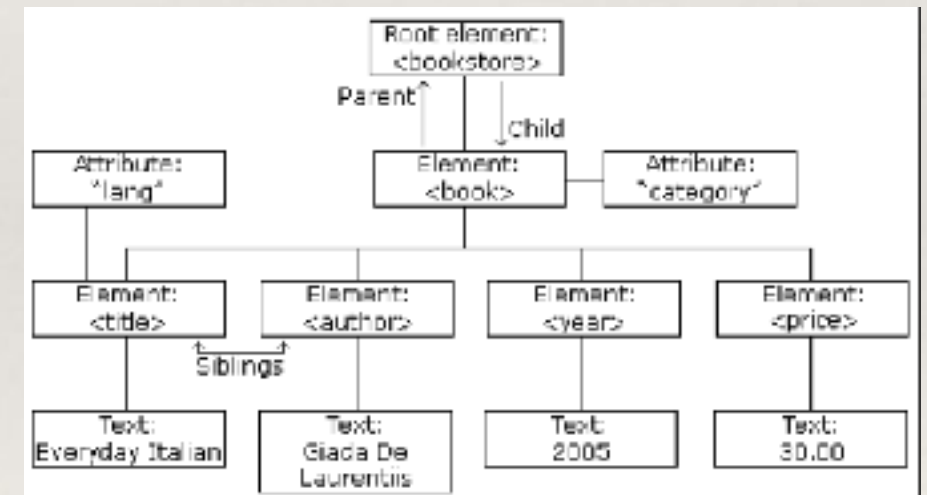 Root element:
<bookstore>
Parent
Child
Attribute:
"lang"
Element:
<book>
Attribute:
"category"
Element:
<title>
Element:
<author>
Element:
<year>
Element:
<price>
Siblings
Text:
Everyday Italian
Text:
Giada De
Laurentiis
Text:
2005
Text:
30.00